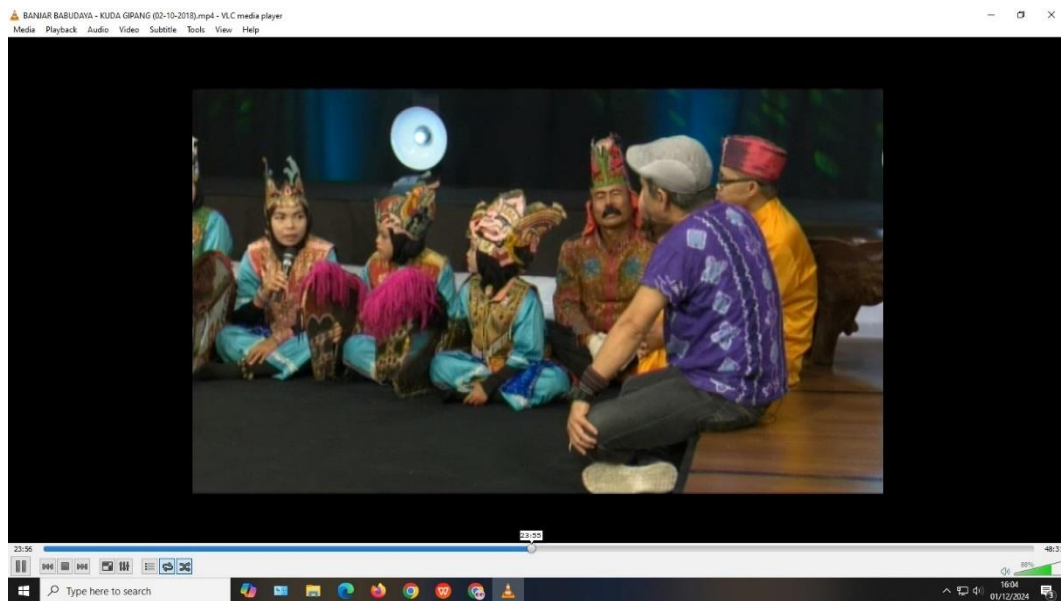 BANJAR BABUDAYA - KUDA GIPANG (02-10-2018).mp4 - VLC media player
Media Playback Audio Video Subtitle Tools View Help
23:55
23:56
88%
Type here to search
16:04
01/12/2024